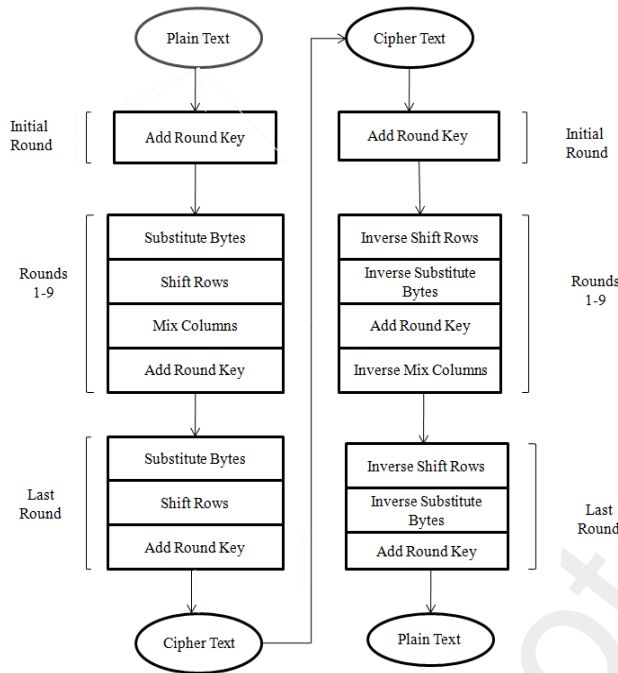 Plain Text
Initial
Round
Add Round Key
Rounds
1-9
Substitute Bytes
Shift Rows
Mix Columns
Add Round Key
Last
Round
Substitute Bytes
Shift Rows
Add Round Key
Cipher Text
Cipher Text
Add Round Key
Initial
Round
Inverse Shift Rows
Inverse Substitute
Bytes
Add Round Key
Inverse Mix Columns
Rounds
1-9
Inverse Shift Rows
Inverse Substitute
Bytes
Add Round Key
Last
Round
Plain Text